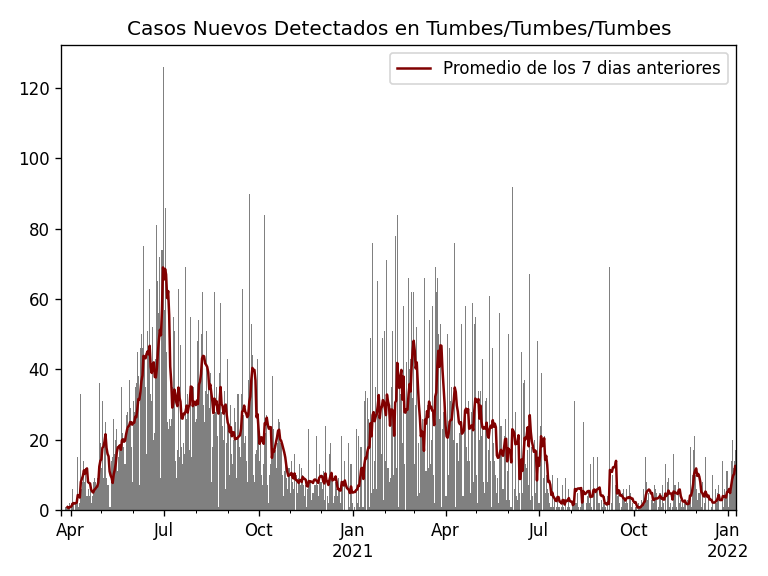 Casos Nuevos Detectados en Tumbes/Tumbes/Tumbes
Promedio de los 7 dias anteriores
120
100
80
60
40
20
0
Apr Jul Oct Jan Apr Jul Oct Jan
2021 2022